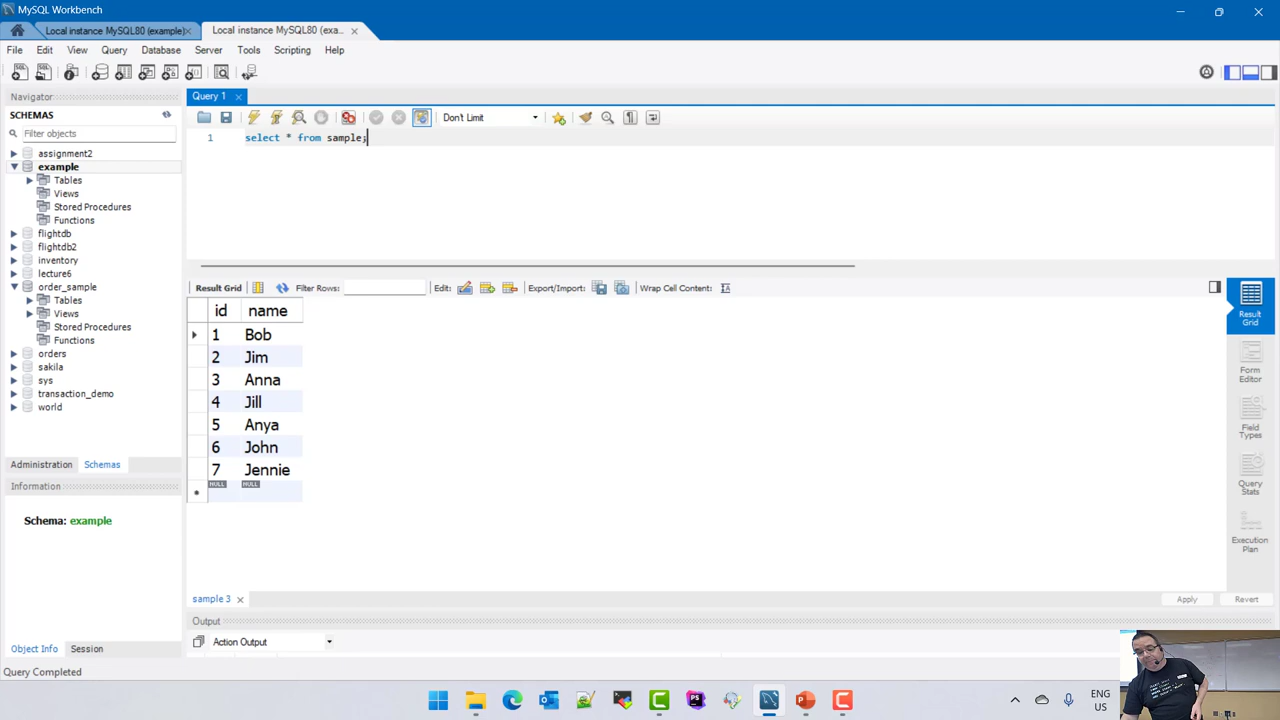 MySQL Workbench
Local instance MySQL80 (example)
Local instance MySQL80 (exa...
File Edit View Query Database Server Tools Scripting Help
Navigator
SCHEMAS
Filter objects
assignment2
example
Tables
Views
Stored Procedures
Functions
flightdb
flightdb2
inventory
lecture6
order_sample
Tables
Views
Stored Procedures
Functions
orders
sakila
sys
transaction_demo
world
Administration Schemas
Information
Schema: example
Object Info Session
Query Completed
Query 1
Don't Limit
1 select * from sample;
Result Grid Filter Rows: Edit: Export/Import: Wrap Cell Content:
id name
1 Bob
2 Jim
3 Anna
4 Jill
5 Anya
6 John
7 Jennie
NULL NULL
Result Grid
Form Editor
Field Types
Query Stats
Execution Plan
sample 3
Apply Revert
Output
Action Output
ENG
US